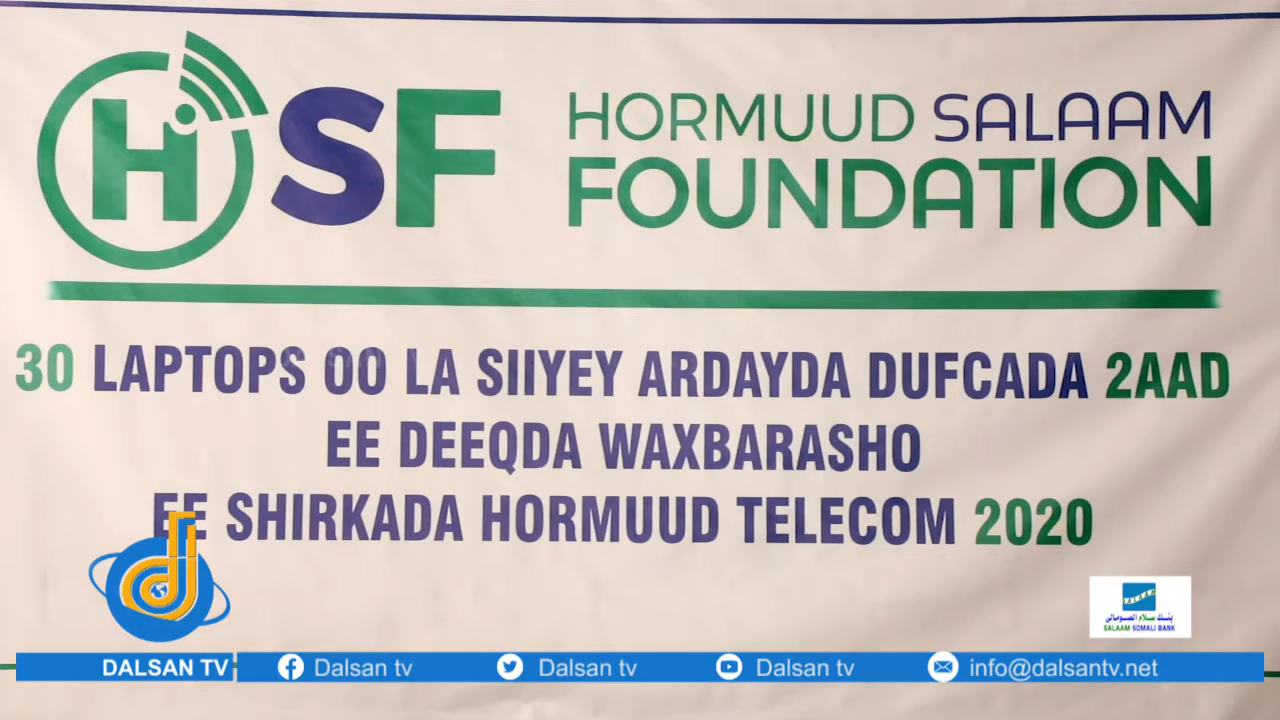 HSF
HORMUUD SALAAM
FOUNDATION
30 LAPTOPS OO LA SIIYEY ARDAYDA DUFCADA 2AAD
EE DEEQDA WAXBARASHO
EE SHIRKADA HORMUUD TELECOM 2020
SALAAM
بنك سلام الصومالي
SALAAM SOMALI BANK
DALSAN TV
Dalsan tv
Dalsan tv
Dalsan tv
info@dalsantv.net